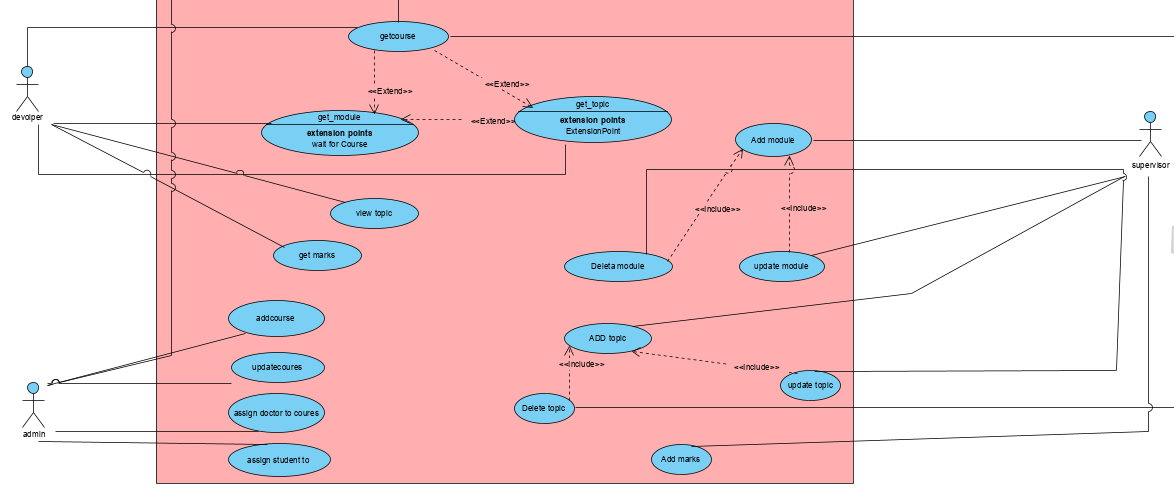 getcourse
<<Extend>>
<<Extend>>
get_topic
extension points
ExtensionPoint
get_module
extension points
wait for Course
<<Extend>>
devolper
Add module
supervisor
<<Include>>
<<Include>>
view topic
get marks
Deleta module
update module
addcourse
ADD topic
<<Include>>
<<Include>>
updatecoures
update topic
assign doctor to coures
Delete topic
admin
assign student to
Add marks